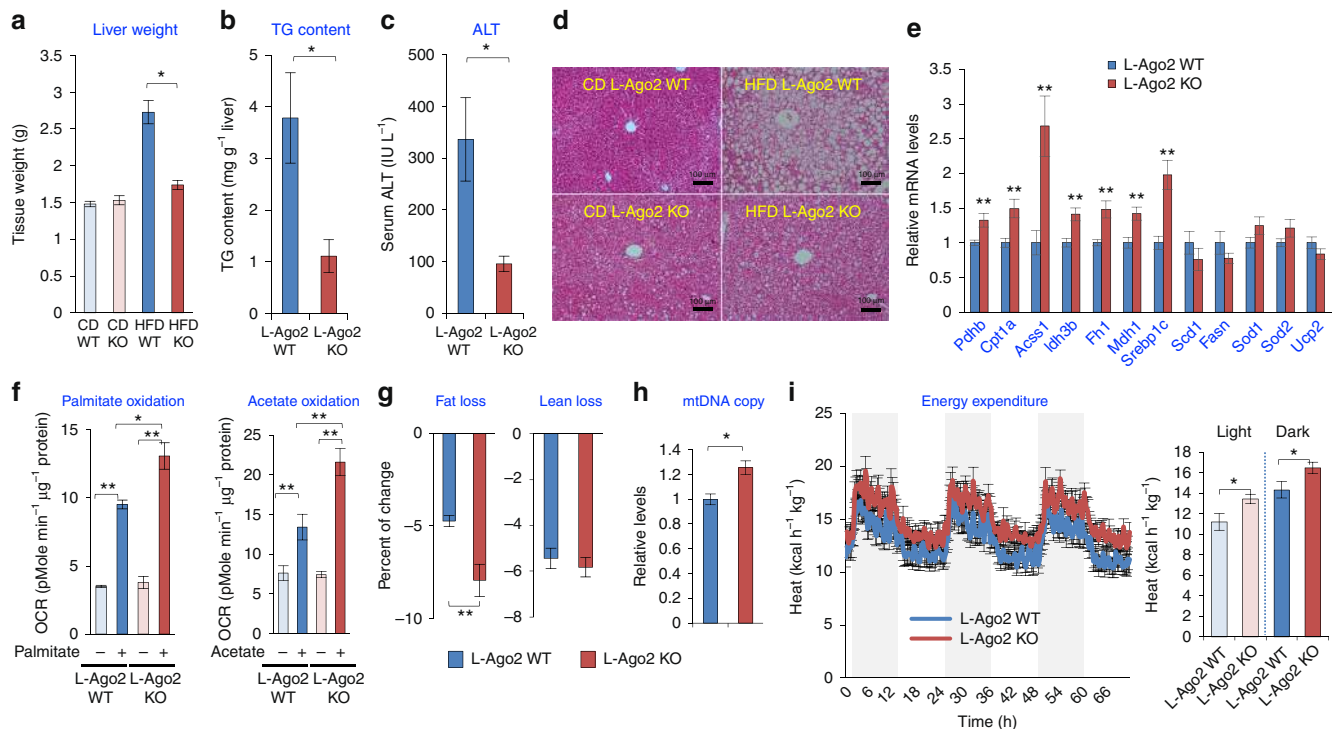 a
Liver weight
Tissue weight (g)
3.5
3
2.5
2
1.5
1
0.5
0
*
CD WT
CD KO
HFD WT
HFD KO
b
TG content
TG content (mg g⁻¹ liver)
5
4
3
2
1
0
*
L-Ago2 WT
L-Ago2 KO
c
ALT
Serum ALT (IU L⁻¹)
500
400
300
200
100
0
*
L-Ago2 WT
L-Ago2 KO
d
CD L-Ago2 WT
100 μm
HFD L-Ago2 WT
100 μm
CD L-Ago2 KO
100 μm
HFD L-Ago2 KO
100 μm
e
L-Ago2 WT
L-Ago2 KO
Relative mRNA levels
3.5
3
2.5
2
1.5
1
0.5
0
** ** ** ** ** ** **
Pdhb
Cpt1a
Acss1
Idh3b
Fh1
Mdh1
Srebp1c
Scd1
Fasn
Sod1
Sod2
Ucp2
f
Palmitate oxidation
OCR (pMole min⁻¹ μg⁻¹ protein)
15
10
5
0
*
**
**
Palmitate − + − +
L-Ago2 WT
L-Ago2 KO
Acetate oxidation
OCR (pMole min⁻¹ μg⁻¹ protein)
25
20
15
10
5
0
**
**
**
Acetate − + − +
L-Ago2 WT
L-Ago2 KO
g
Fat loss
Percent of change
0
−5
−10
**
Lean loss
0
−2
−4
−6
−8
L-Ago2 WT
L-Ago2 KO
h
mtDNA copy
Relative levels
1.4
1.2
1
0.8
0.6
0.4
0.2
0
*
i
Energy expenditure
Heat (kcal h⁻¹ kg⁻¹)
25
20
15
10
5
0
L-Ago2 WT
L-Ago2 KO
0 6 12 18 24 30 36 42 48 54 60 66
Time (h)
Light
Dark
Heat (kcal h⁻¹ kg⁻¹)
18
16
14
12
10
8
6
4
2
0
*
*
L-Ago2 WT
L-Ago2 KO
L-Ago2 WT
L-Ago2 KO